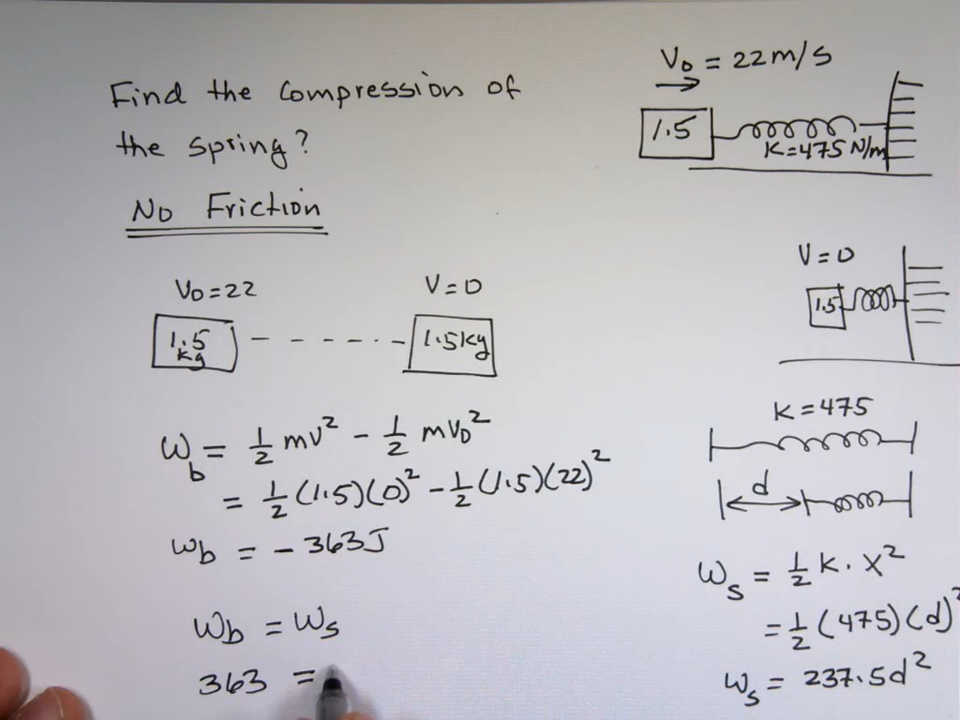 Find the compression of
the spring?
No Friction
V₀ = 22 m/s
1.5
K=475 N/m
V=0
1.5
V₀=22
V=0
1.5
kg
1.5kg
W_b = 1/2 mV² - 1/2 mV₀²
= 1/2 (1.5)(0)² - 1/2 (1.5)(22)²
W_b = - 363J
W_b = W_s
363 =
K=475
d
W_s = 1/2 K · X²
= 1/2 (475)(d)²
W_s = 237.5d²